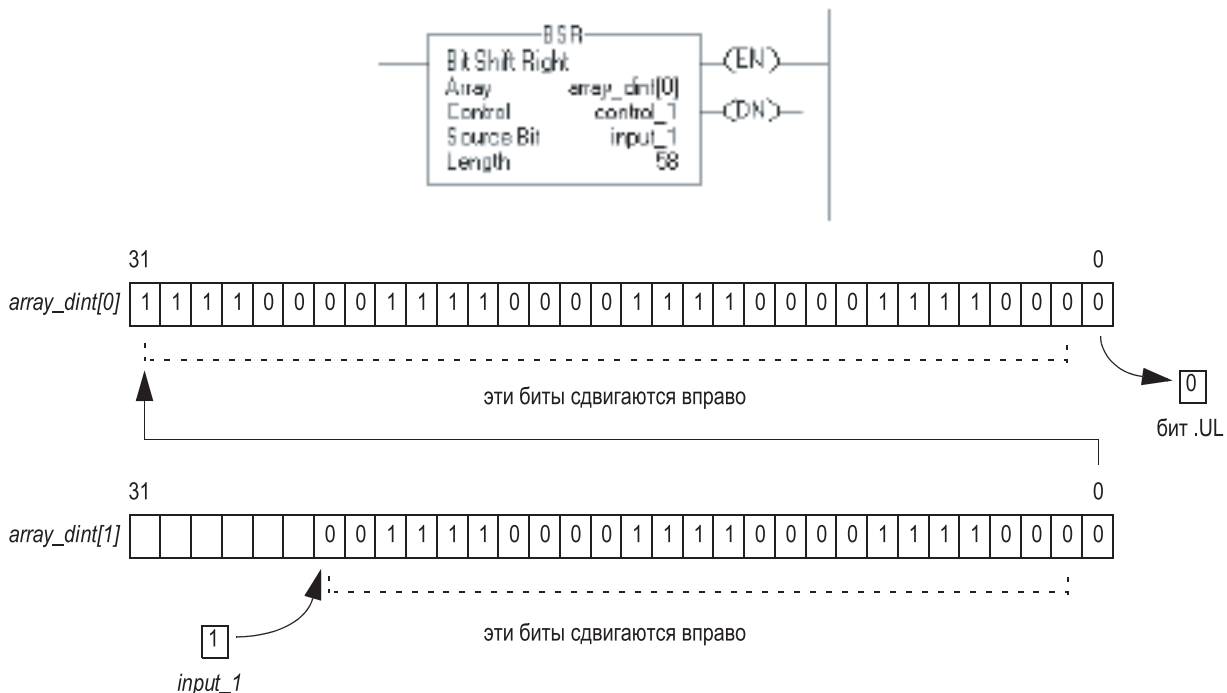 BSR
Bit Shift Right
Array array_dint[0]
Control control_1
Source Bit input_1
Length 58
(EN)
(DN)
31 0
array_dint[0] 1 1 1 1 0 0 0 0 1 1 1 1 0 0 0 0 1 1 1 1 0 0 0 0 1 1 1 1 0 0 0 0
эти биты сдвигаются вправо
0
бит .UL
31 0
array_dint[1] 0 0 1 1 1 1 0 0 0 0 1 1 1 1 0 0 0 0 1 1 1 1 0 0 0 0
эти биты сдвигаются вправо
1
input_1